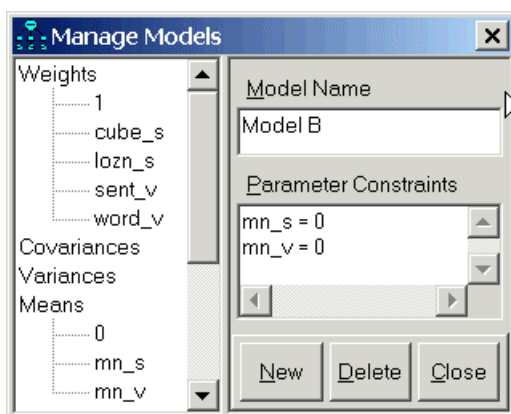 Manage Models
Weights
1
cube_s
lozn_s
sent_v
word_v
Covariances
Variances
Means
0
mn_s
mn_v
Model Name
Model B
Parameter Constraints
mn_s = 0
mn_v = 0
New Delete Close